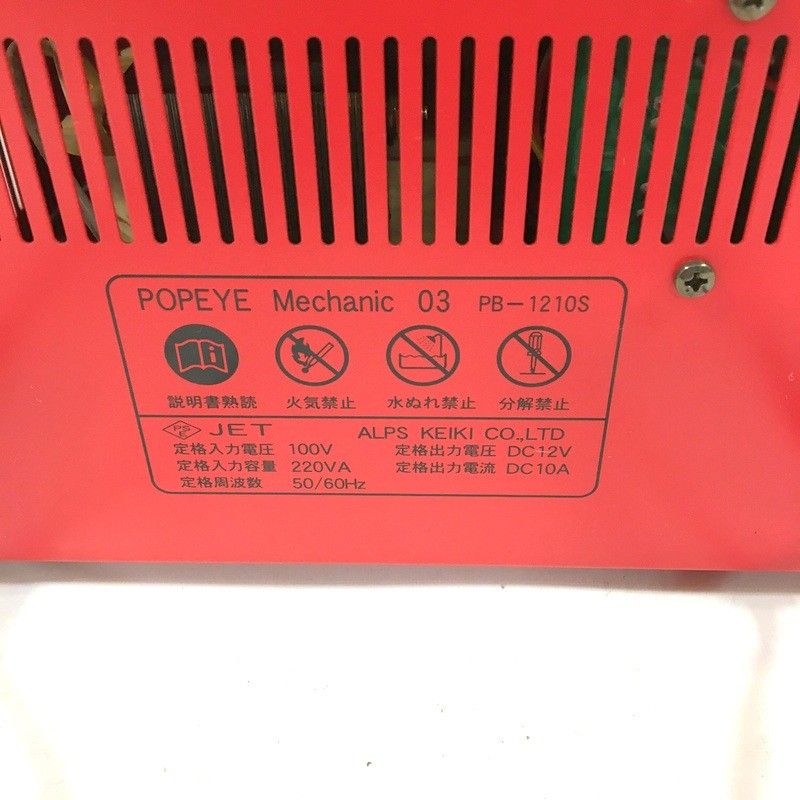 POPEYE Mechanic 03 PB-1210S
説明書熟読 火気禁止 水ぬれ禁止 分解禁止
PS E JET ALPS KEIKI CO.,LTD
定格入力電圧 100V 定格出力電圧 DC12V
定格入力容量 220VA 定格出力電流 DC10A
定格周波数 50/60Hz